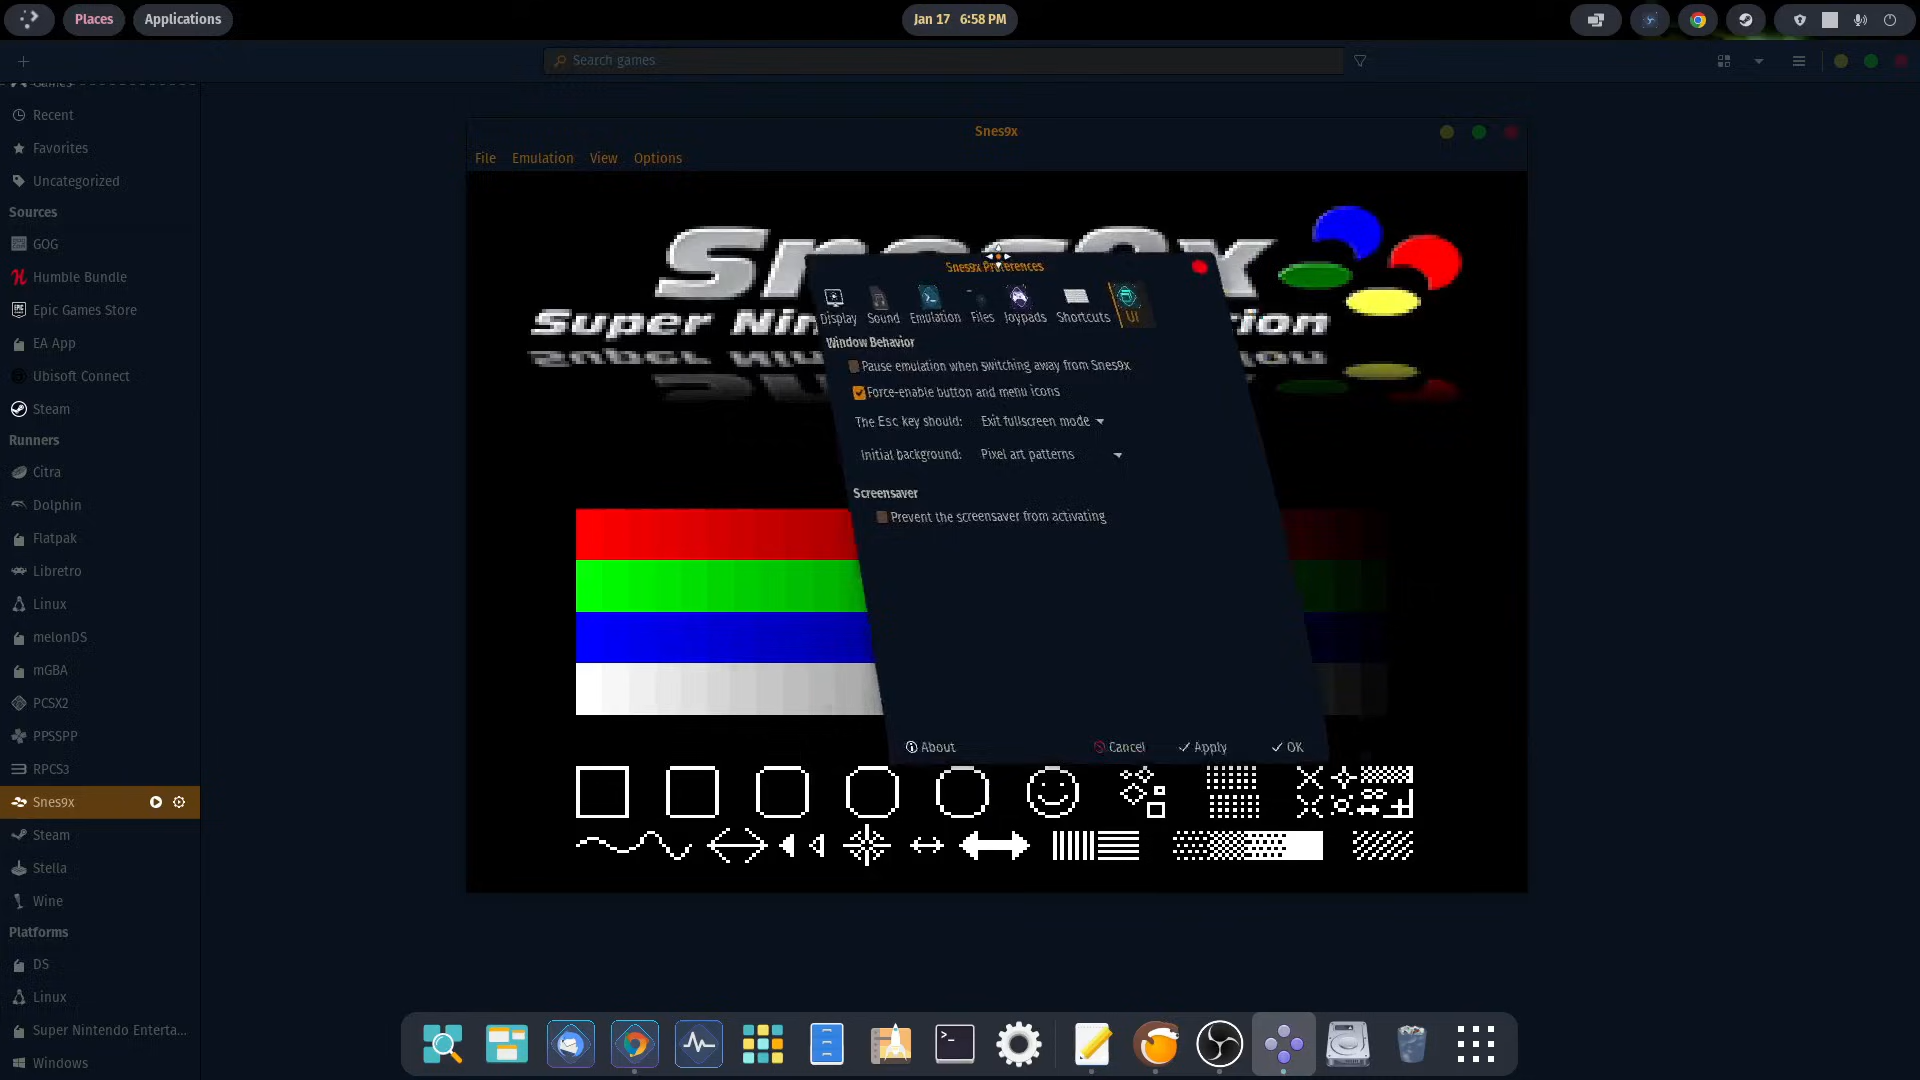 Places
Applications
Jan 17 6:58 PM
Search games
Games
Recent
Favorites
Uncategorized
Sources
GOG
Humble Bundle
Epic Games Store
EA App
Ubisoft Connect
Steam
Runners
Citra
Dolphin
Flatpak
Libretro
Linux
melonDS
mGBA
PCSX2
PPSSPP
RPCS3
Snes9x
Steam
Stella
Wine
Platforms
DS
Linux
Super Nintendo Enterta...
Windows
Snes9x
File Emulation View Options
Snes9x
Super Nin
Snes9x Preferences
Display Sound Emulation Files Joypads Shortcuts UI
Window Behavior
Pause emulation when switching away from Snes9x
Force-enable button and menu icons
The Esc key should: Exit fullscreen mode
Initial background: Pixel art patterns
Screensaver
Prevent the screensaver from activating
About Cancel Apply OK